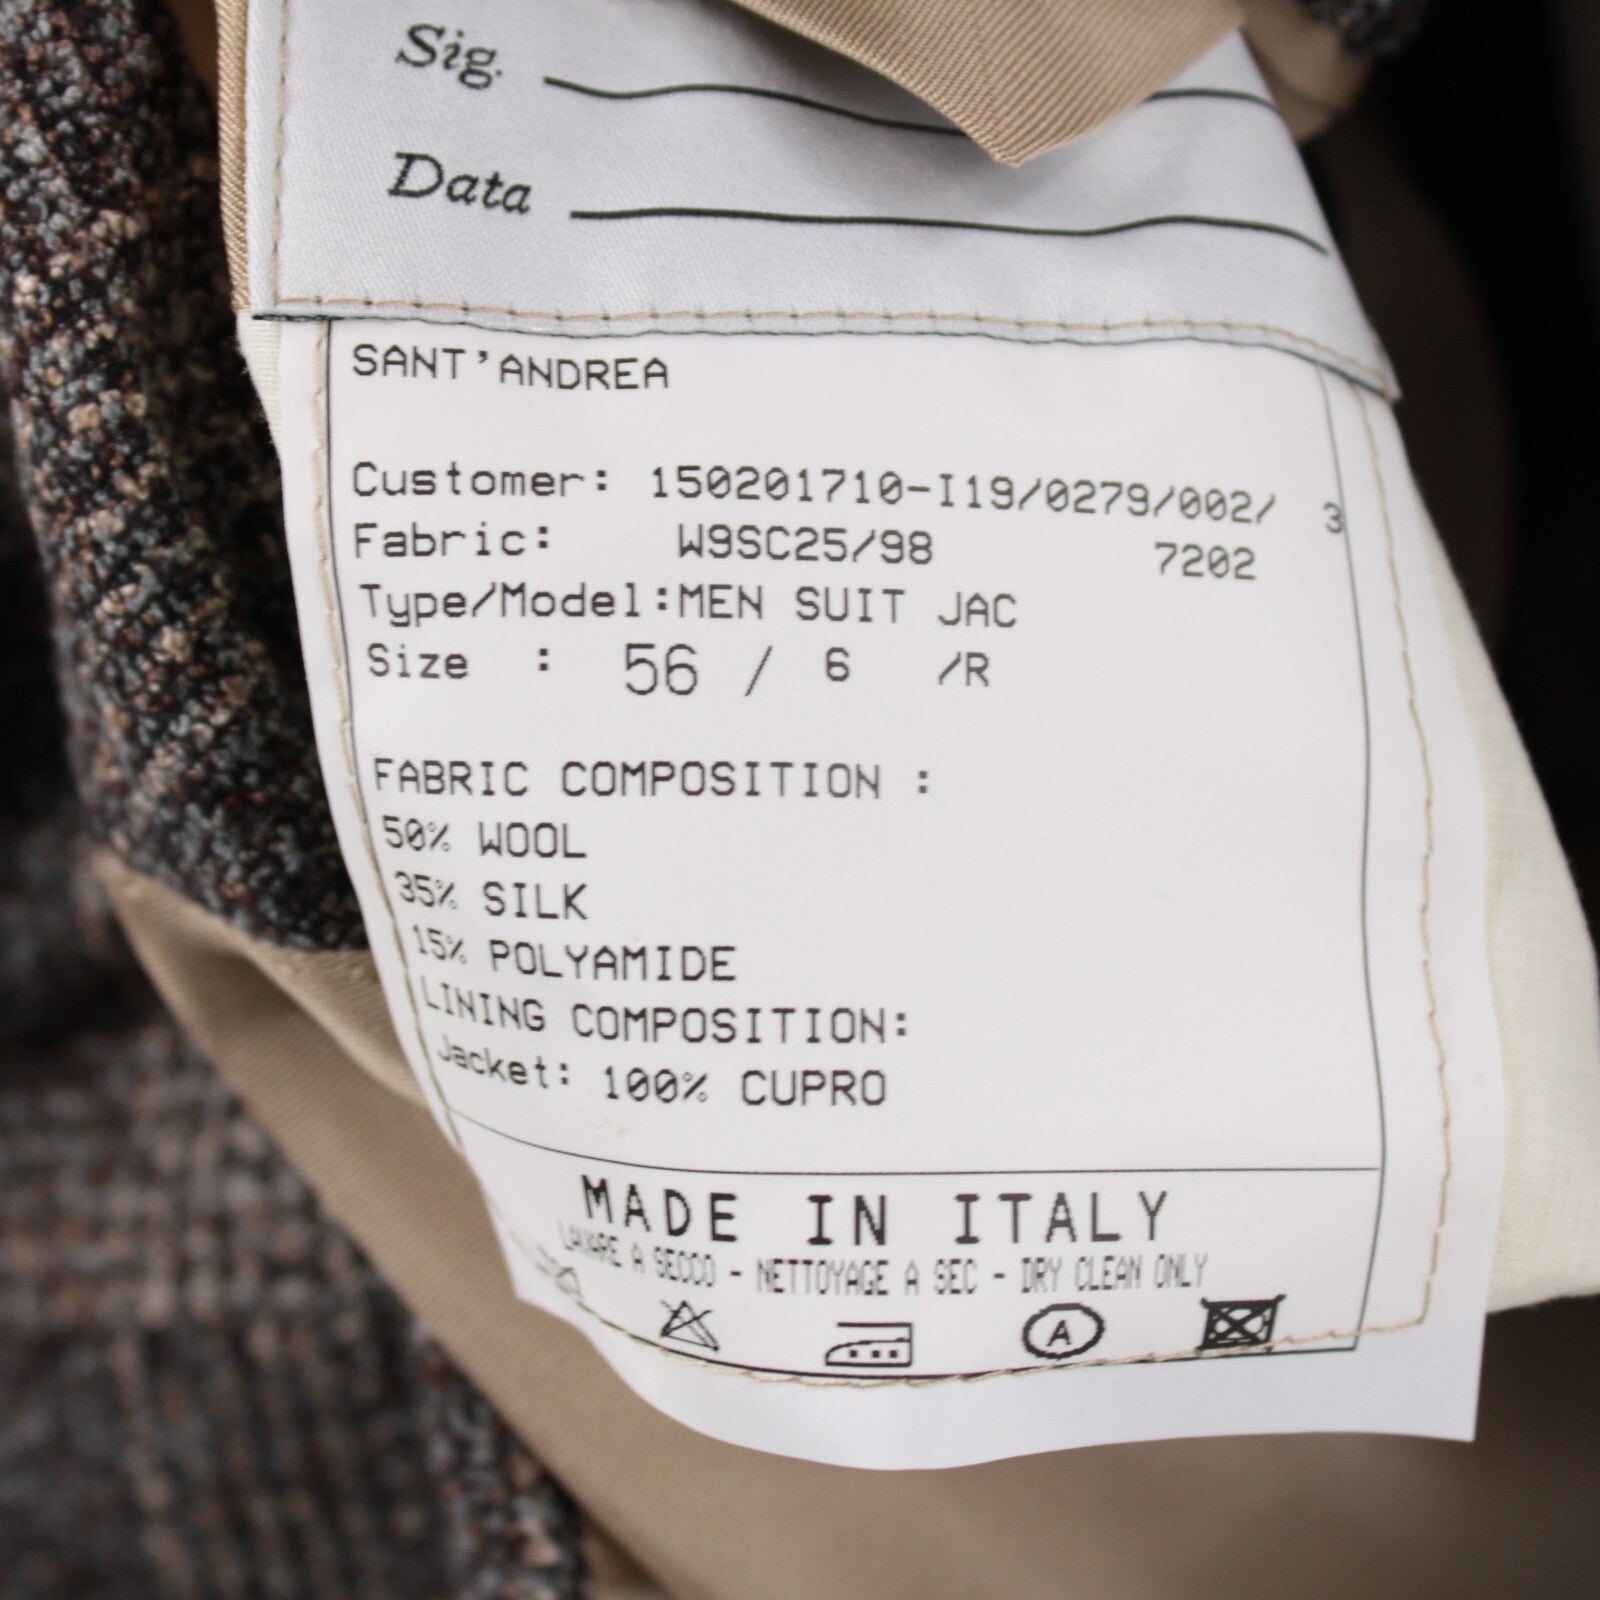 Sig.
Data
SANT'ANDREA
Customer: 150201710-I19/0279/002/ 3
Fabric: W9SC25/98 7202
Type/Model:MEN SUIT JAC
Size : 56 / 6 /R
FABRIC COMPOSITION :
50% WOOL
35% SILK
15% POLYAMIDE
LINING COMPOSITION:
Jacket: 100% CUPRO
MADE IN ITALY
LAVARE A SECCO - NETTOYAGE A SEC - DRY CLEAN ONLY
A